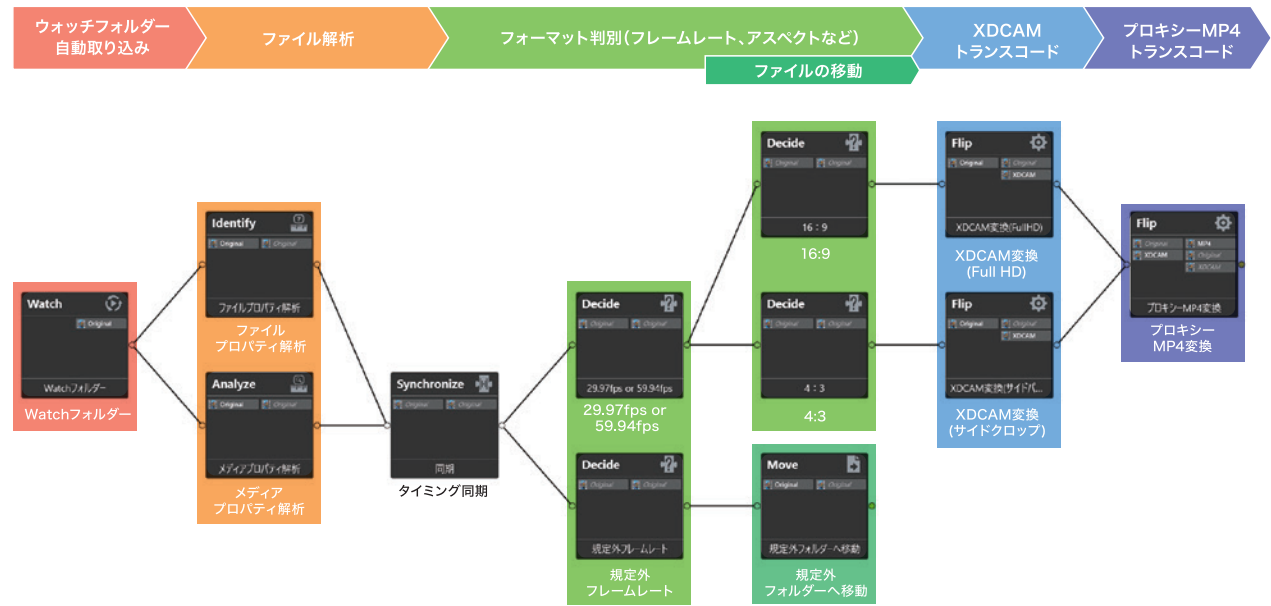 ウォッチフォルダー
自動取り込み
ファイル解析
フォーマット判別(フレームレート、アスペクトなど)
ファイルの移動
XDCAM
トランスコード
プロキシーMP4
トランスコード
Watch
Original
Watchフォルダー
Watchフォルダー
Identify
Original Original
ファイルプロパティ解析
ファイル
プロパティ解析
Analyze
Original Original
メディアプロパティ解析
メディア
プロパティ解析
Synchronize
Original Original
同期
タイミング同期
Decide
Original Original
29.97fps or 59.94fps
29.97fps or
59.94fps
Decide
Original Original
規定外フレームレート
規定外
フレームレート
Decide
Original Original
16:9
16:9
Decide
Original Original
4:3
4:3
Move
Original Original
規定外フォルダーへ移動
規定外
フォルダーへ移動
Flip
Original Original
XDCAM
XDCAM変換(FullHD)
XDCAM変換
(Full HD)
Flip
Original Original
XDCAM
XDCAM変換(サイドパ...
XDCAM変換
(サイドクロップ)
Flip
Original MP4
XDCAM Original
XDCAM
プロキシーMP4変換
プロキシー
MP4変換